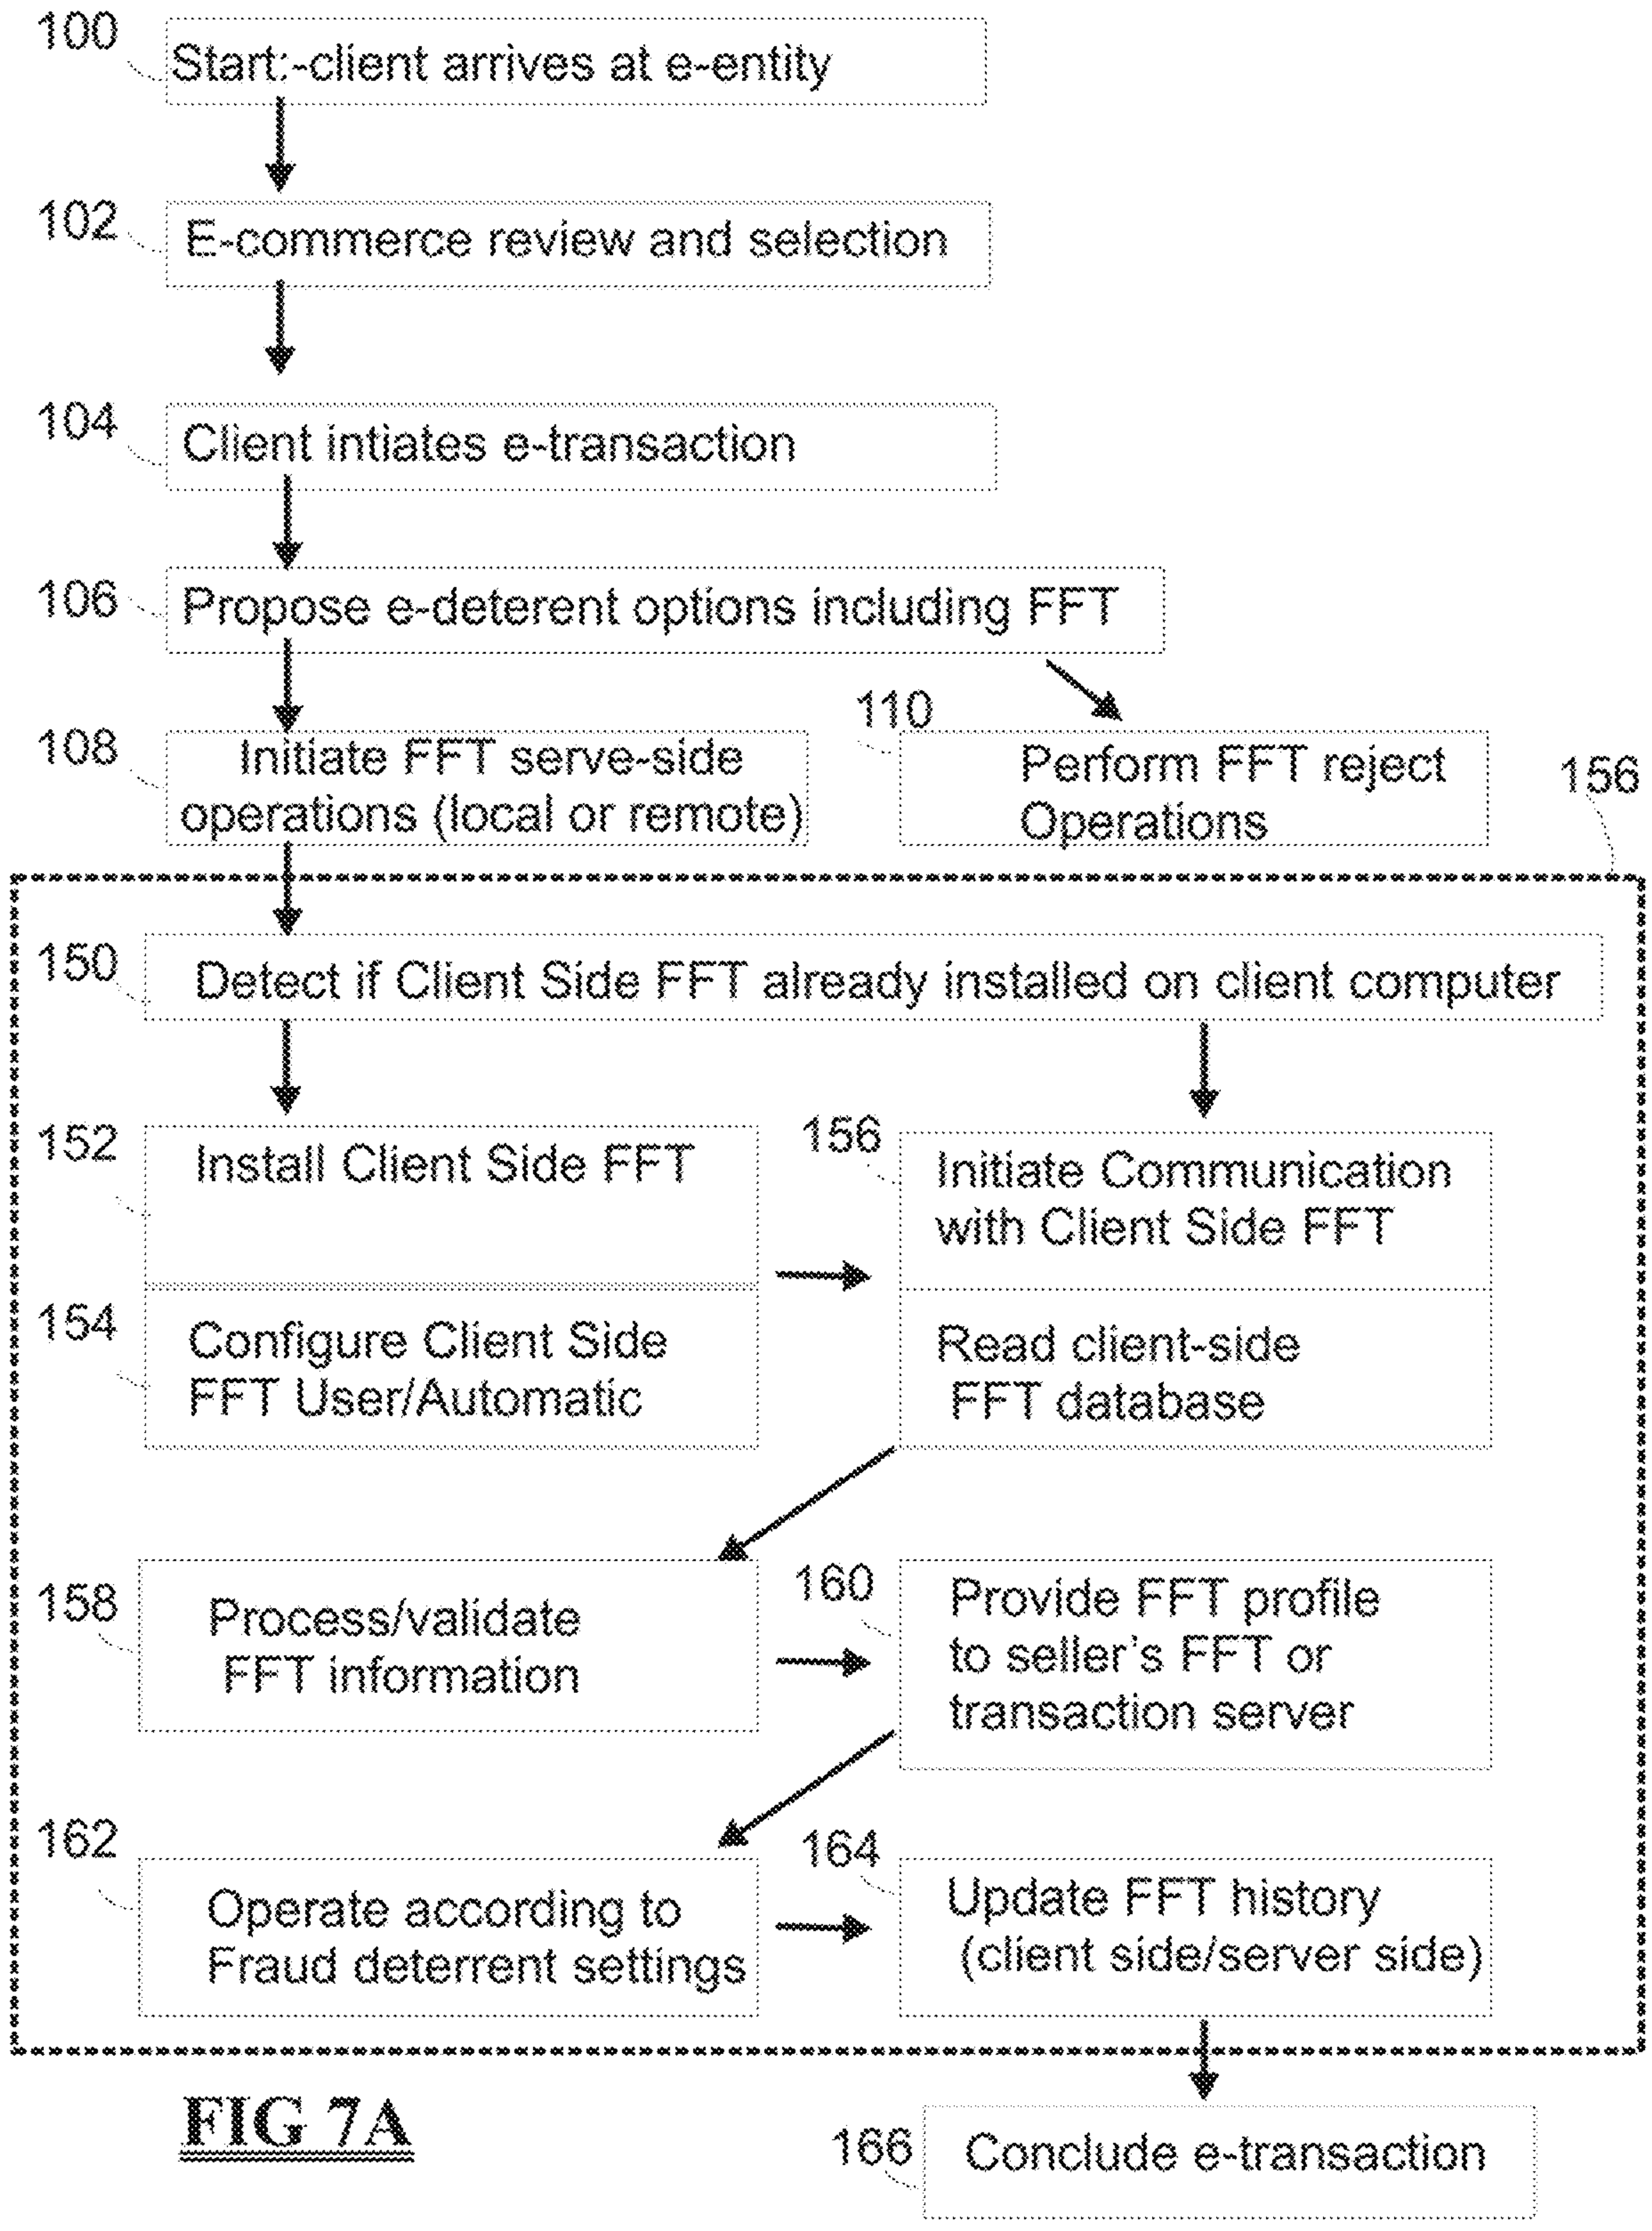 100
Start:-client arrives at e-entity
102
E-commerce review and selection
104
Client intiates e-transaction
106
Propose e-deterent options including FFT
108
Initiate FFT serve-side
operations (local or remote)
110
Perform FFT reject
Operations
156
150
Detect if Client Side FFT already installed on client computer
152
Install Client Side FFT
156
Initiate Communication
with Client Side FFT
154
Configure Client Side
FFT User/Automatic
Read client-side
FFT database
158
Process/validate
FFT information
160
Provide FFT profile
to seller's FFT or
transaction server
162
Operate according to
Fraud deterrent settings
164
Update FFT history
(client side/server side)
FIG 7A
166
Conclude e-transaction